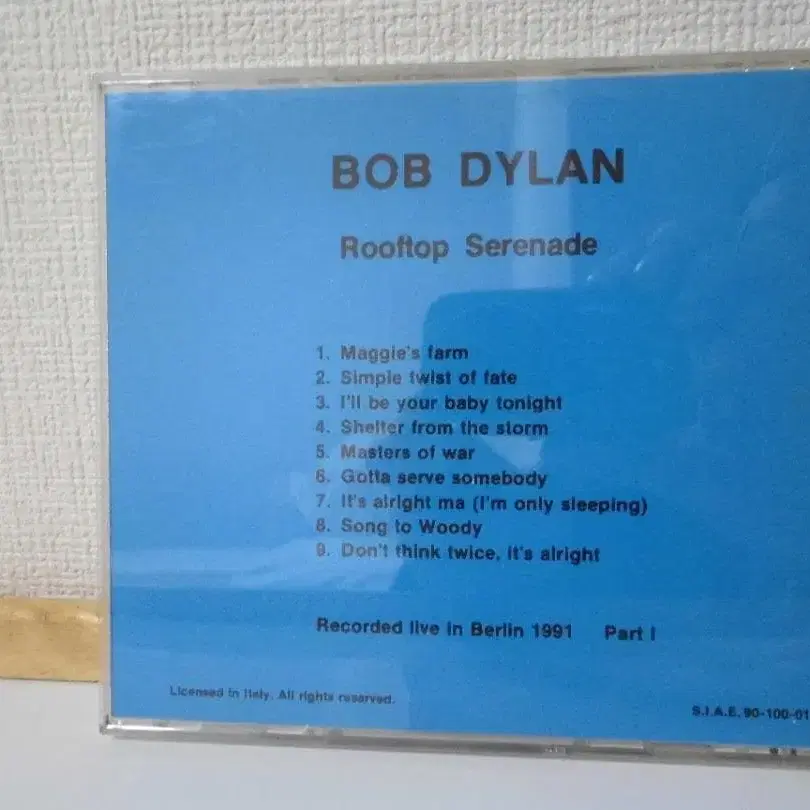 BOB DYLAN
Rooftop Serenade
1. Maggie's farm
2. Simple twist of fate
3. I'll be your baby tonight
4. Shelter from the storm
5. Masters of war
6. Gotta serve somebody
7. It's alright ma (I'm only sleeping)
8. Song to Woody
9. Don't think twice, it's alright
Recorded live in Berlin 1991 Part I
Licensed in Italy. All rights reserved.
S.I.A.E. 90-100-01